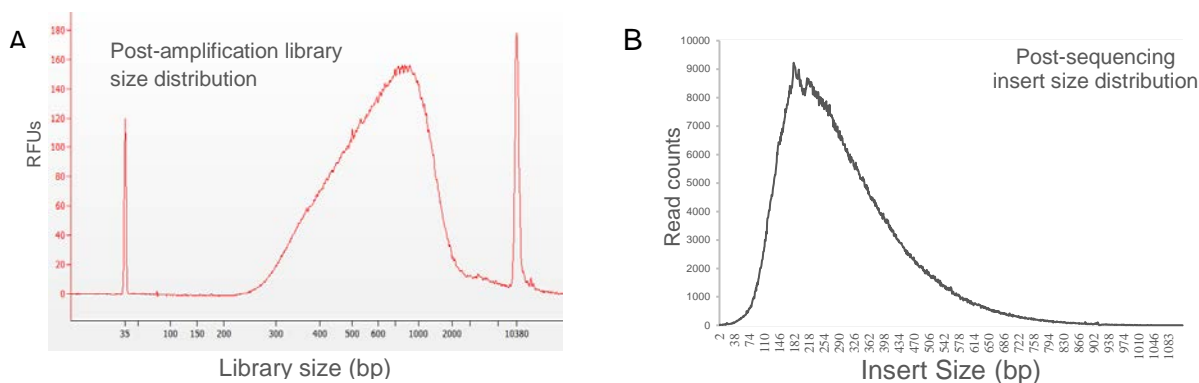 A
Post-amplification library
size distribution
RFUs
180
160
140
120
100
80
60
40
20
0
35 100 150 200 300 400 500 600 1000 2000 10380
Library size (bp)
B
Post-sequencing
insert size distribution
Read counts
10000
9000
8000
7000
6000
5000
4000
3000
2000
1000
0
2 38 74 110 146 182 218 254 290 326 362 398 434 470 506 542 578 614 650 686 722 758 794 830 866 902 938 974 1010 1046 1083
Insert Size (bp)